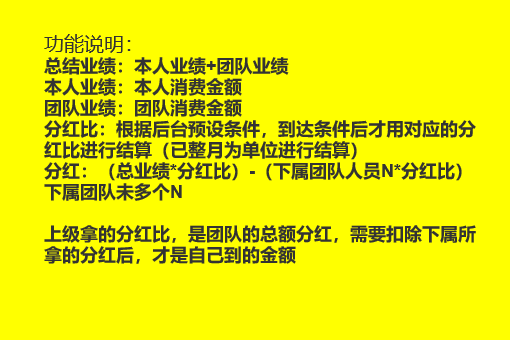 功能说明：
总结业绩：本人业绩+团队业绩
本人业绩：本人消费金额
团队业绩：团队消费金额
分红比：根据后台预设条件，到达条件后才用对应的分
红比进行结算（已整月为单位进行结算）
分红：（总业绩*分红比）-（下属团队人员N*分红比）
下属团队未多个N
上级拿的分红比，是团队的总额分红，需要扣除下属所
拿的分红后，才是自己到的金额